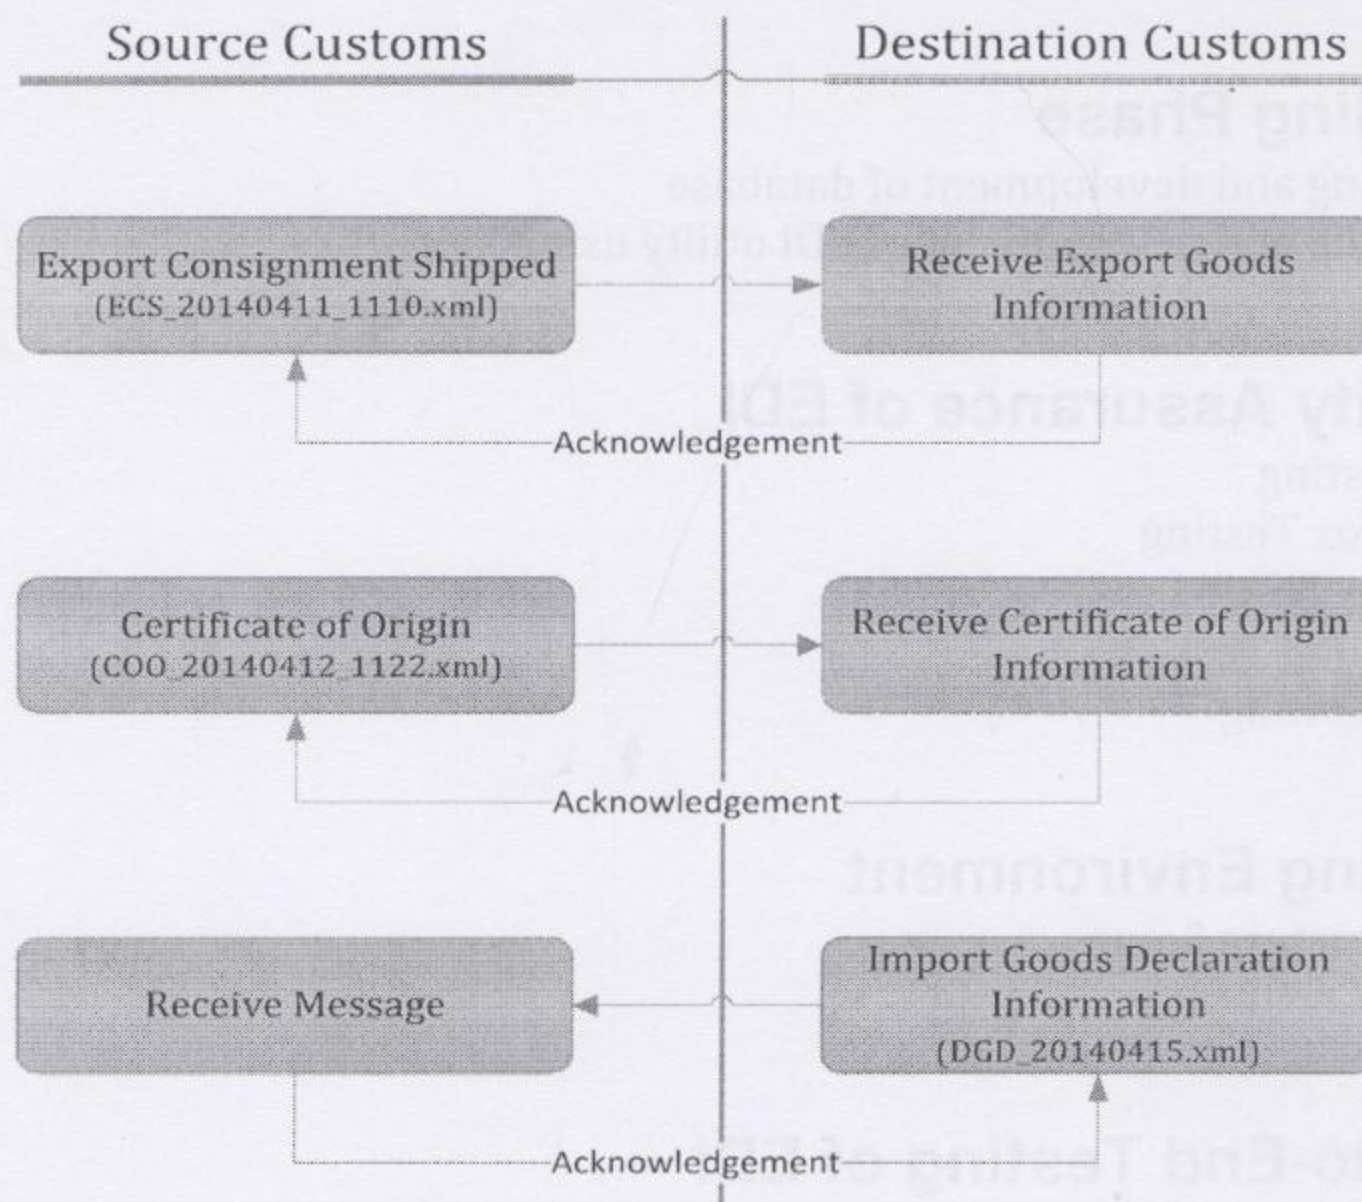 Source Customs
Destination Customs
Export Consignment Shipped
(ECS_20140411_1110.xml)
Receive Export Goods
Information
Acknowledgement
Certificate of Origin
(COO_20140412_1122.xml)
Receive Certificate of Origin
Information
Acknowledgement
Receive Message
Import Goods Declaration
Information
(DGD_20140415.xml)
Acknowledgement